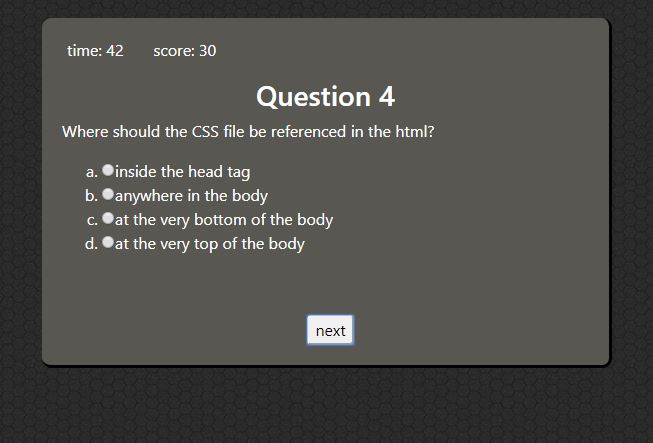 time: 42 score: 30
Question 4
Where should the CSS file be referenced in the html?
a. inside the head tag
b. anywhere in the body
c. at the very bottom of the body
d. at the very top of the body
next